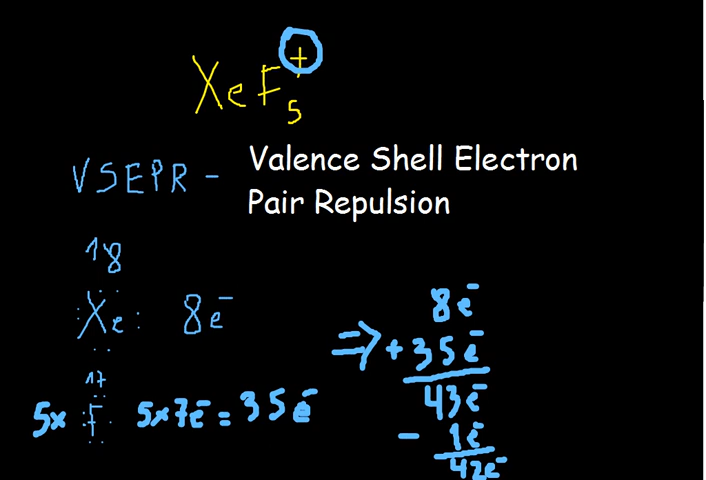 XeF₅⁺
VSEPR - Valence Shell Electron
Pair Repulsion
18
Xe: 8e⁻
17
5x F 5x7e⁻ = 35e⁻
⇒ 8e⁻
+ 35e⁻
43e⁻
- 1e⁻
42e⁻